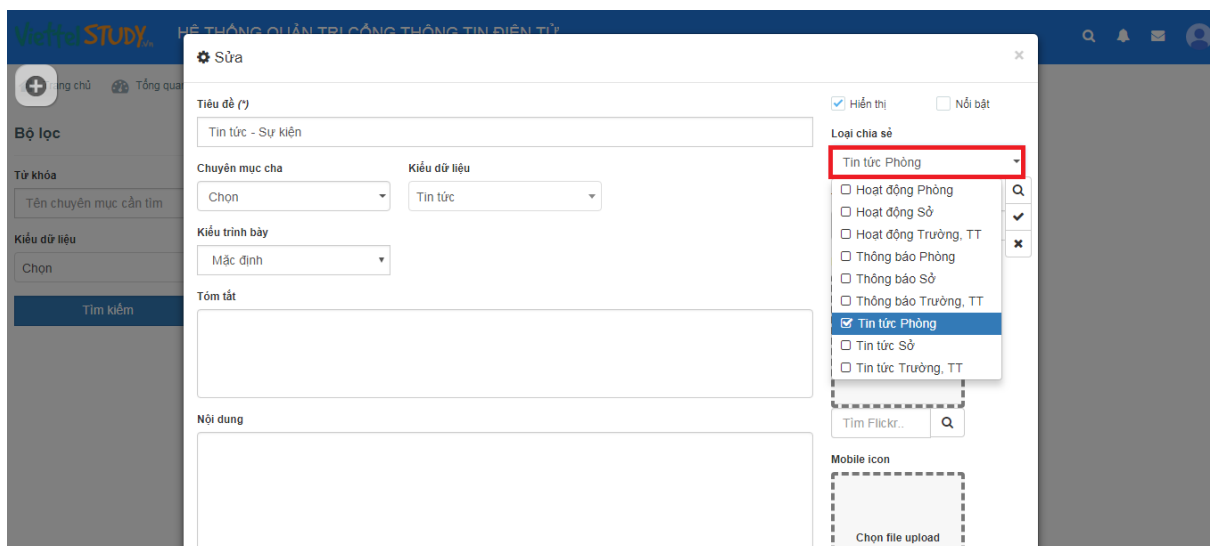 ViettelSTUDY.vn
HỆ THỐNG QUẢN TRỊ CỔNG THÔNG TIN ĐIỆN TỬ
Sửa
×
Trang chủ
Tổng quan
Bộ lọc
Từ khóa
Tên chuyên mục cần tìm
Kiểu dữ liệu
Chọn
Tìm kiếm
Tiêu đề (*)
Tin tức - Sự kiện
Chuyên mục cha
Kiểu dữ liệu
Chọn
Tin tức
Kiểu trình bày
Mặc định
Tóm tắt
Nội dung
Hiển thị
Nổi bật
Loại chia sẻ
Tin tức Phòng
Hoạt động Phòng
Hoạt động Sở
Hoạt động Trường, TT
Thông báo Phòng
Thông báo Sở
Thông báo Trường, TT
Tin tức Phòng
Tin tức Sở
Tin tức Trường, TT
Tìm Flickr..
Mobile icon
Chọn file upload